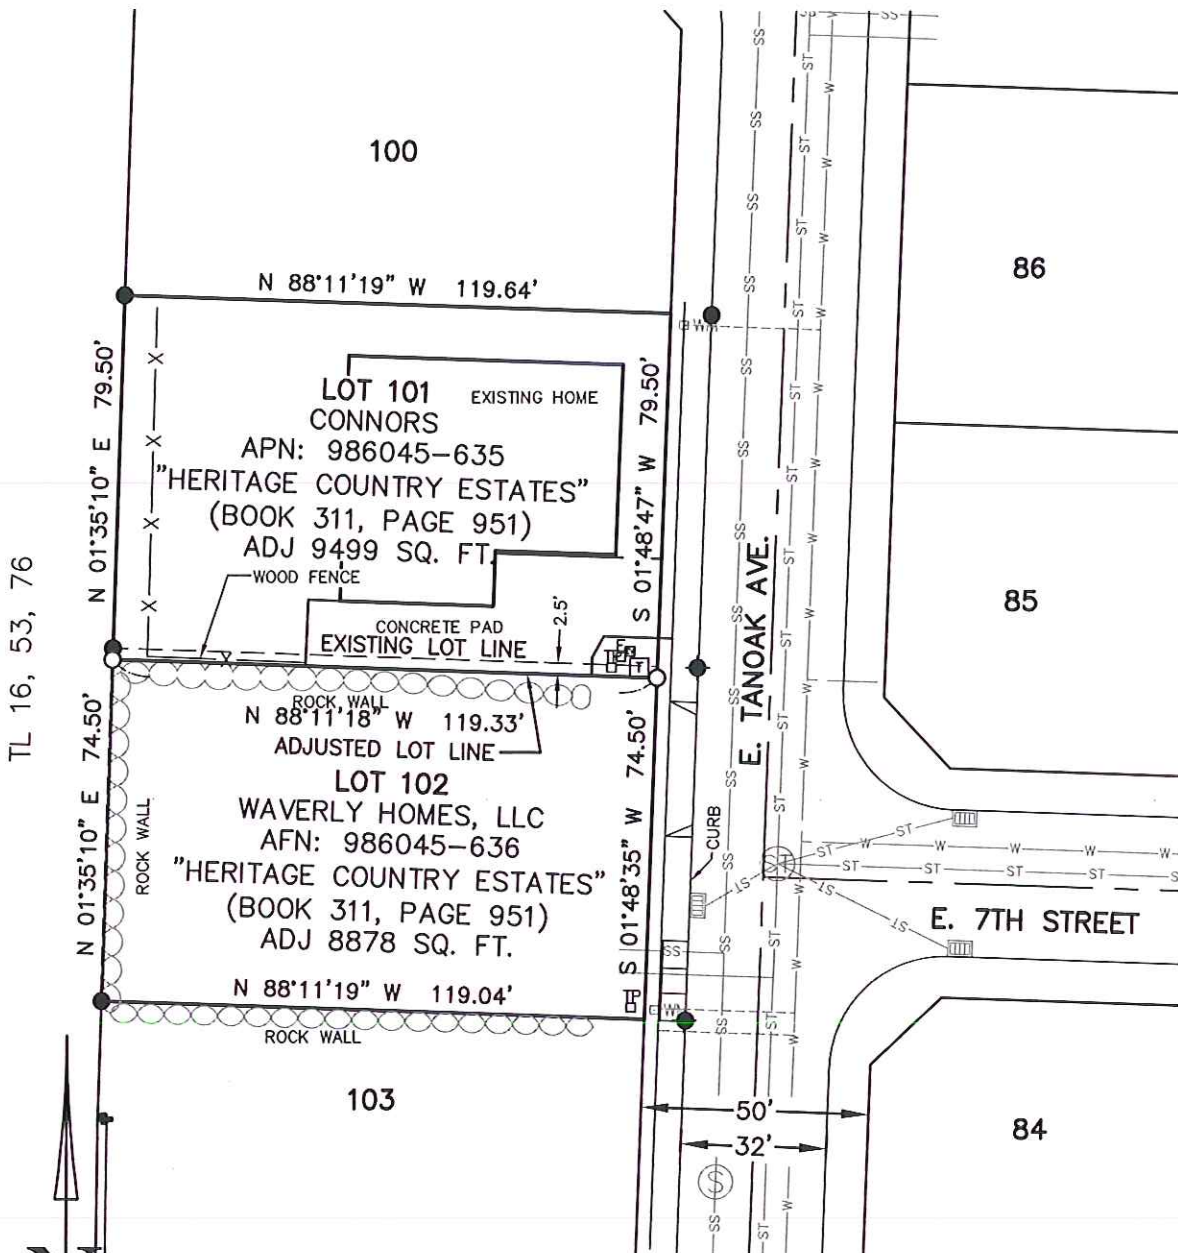 100
86
N 88°11'19" W 119.64'
WM
N 01°35'10" E 79.50'
S 01°48'47" W 79.50'
LOT 101
EXISTING HOME
CONNORS
APN: 986045-635
"HERITAGE COUNTRY ESTATES"
(BOOK 311, PAGE 951)
ADJ 9499 SQ. FT.
WOOD FENCE
2.5'
CONCRETE PAD
EXISTING LOT LINE
TL 16, 53, 76
E. TANOAK AVE.
85
ROCK WALL
N 88°11'18" W 119.33'
ADJUSTED LOT LINE
N 01°35'10" E 74.50'
S 01°48'35" W 74.50'
LOT 102
WAVERLY HOMES, LLC
AFN: 986045-636
"HERITAGE COUNTRY ESTATES"
(BOOK 311, PAGE 951)
ADJ 8878 SQ. FT.
ROCK WALL
CURB
E. 7TH STREET
N 88°11'19" W 119.04'
TP
WM
ROCK WALL
103
50'
32'
84
SS
ST
W
X
S
N